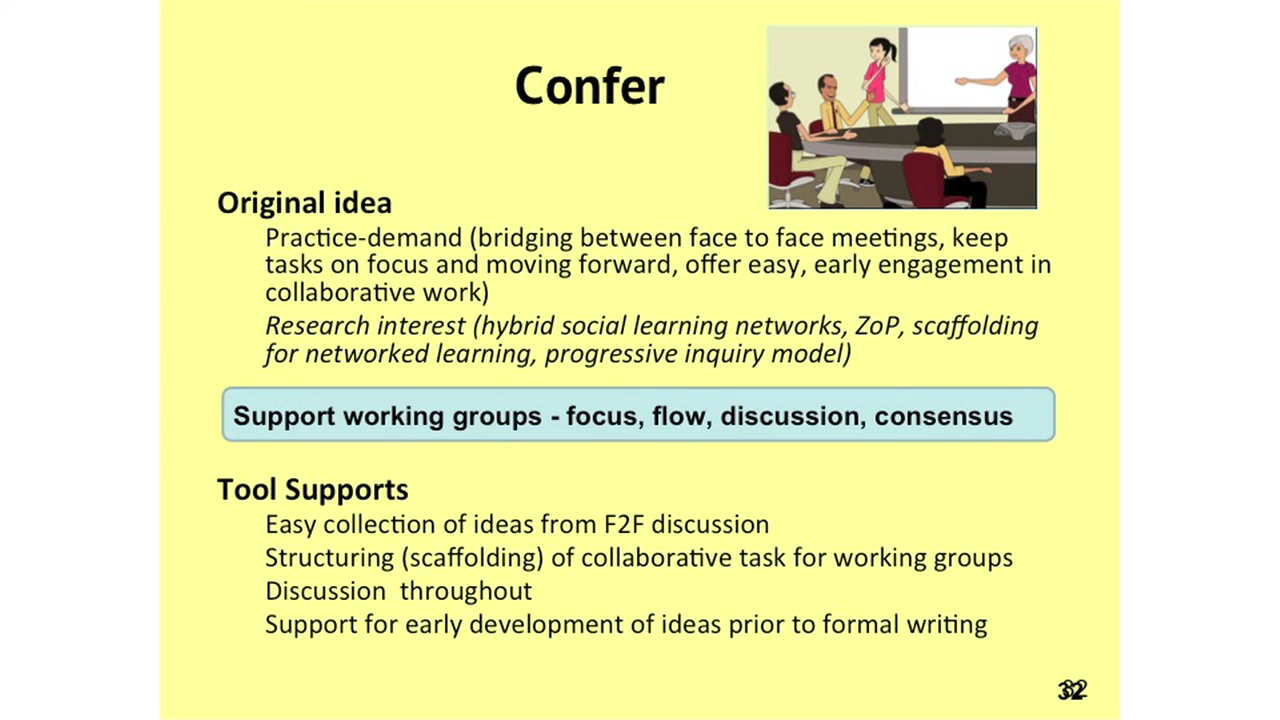 Confer
Original idea
Practice-demand (bridging between face to face meetings, keep
tasks on focus and moving forward, offer easy, early engagement in
collaborative work)
Research interest (hybrid social learning networks, ZoP, scaffolding
for networked learning, progressive inquiry model)
Support working groups - focus, flow, discussion, consensus
Tool Supports
Easy collection of ideas from F2F discussion
Structuring (scaffolding) of collaborative task for working groups
Discussion  throughout
Support for early development of ideas prior to formal writing
32